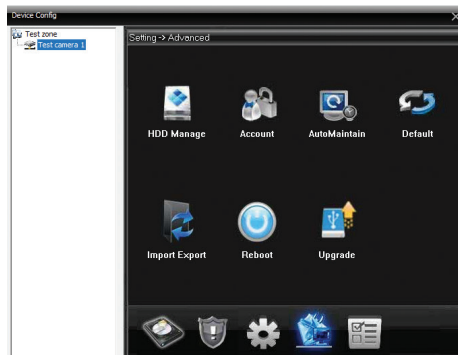 Device Config
Test zone
Test camera 1
Setting -> Advanced
HDD Manage
Account
AutoMaintain
Default
Import Export
Reboot
Upgrade